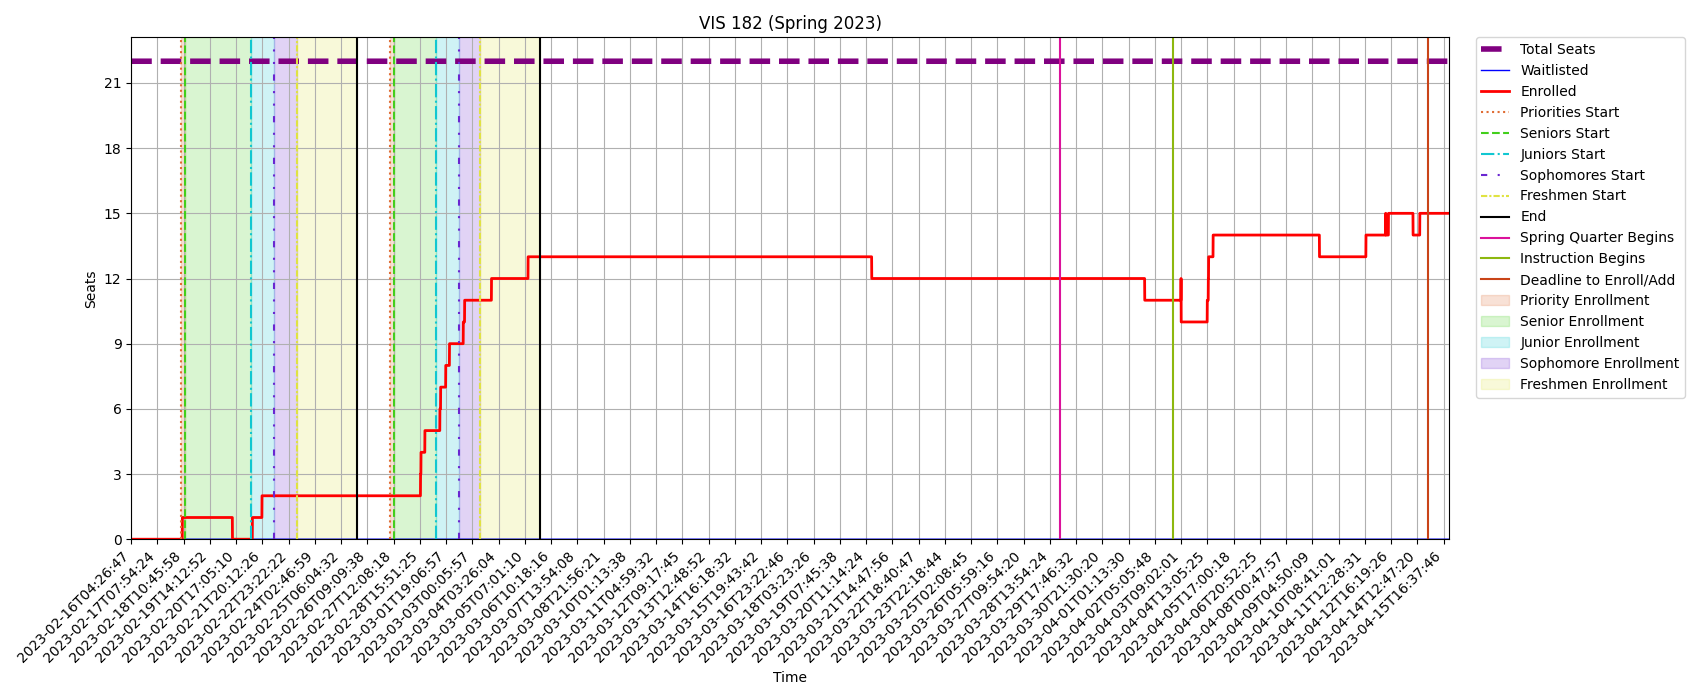 VIS 182 (Spring 2023)
Seats
21
18
15
12
9
6
3
0
2023-02-16T04:26:47
2023-02-17T07:54:24
2023-02-18T10:45:58
2023-02-19T14:12:52
2023-02-20T17:05:10
2023-02-21T20:12:26
2023-02-22T23:22:22
2023-02-24T02:46:59
2023-02-25T06:04:32
2023-02-26T09:09:38
2023-02-27T12:08:18
2023-02-28T15:51:25
2023-03-01T19:06:57
2023-03-03T00:05:57
2023-03-04T03:26:04
2023-03-05T07:01:10
2023-03-06T10:18:16
2023-03-07T13:54:08
2023-03-08T21:56:21
2023-03-10T01:13:38
2023-03-11T04:59:32
2023-03-12T09:17:45
2023-03-13T12:48:52
2023-03-14T16:18:32
2023-03-15T19:43:42
2023-03-16T23:22:46
2023-03-18T03:23:26
2023-03-19T07:45:38
2023-03-20T11:14:24
2023-03-21T14:47:56
2023-03-22T18:40:47
2023-03-23T22:18:44
2023-03-25T02:08:45
2023-03-26T05:59:16
2023-03-27T09:54:20
2023-03-28T13:54:24
2023-03-29T17:46:32
2023-03-30T21:30:20
2023-04-01T01:13:30
2023-04-02T05:05:48
2023-04-03T09:02:01
2023-04-04T13:05:25
2023-04-05T17:00:18
2023-04-06T20:52:25
2023-04-08T00:47:57
2023-04-09T04:50:09
2023-04-10T08:41:01
2023-04-11T12:28:31
2023-04-12T16:19:26
2023-04-14T12:47:20
2023-04-15T16:37:46
Time
Total Seats
Waitlisted
Enrolled
Priorities Start
Seniors Start
Juniors Start
Sophomores Start
Freshmen Start
End
Spring Quarter Begins
Instruction Begins
Deadline to Enroll/Add
Priority Enrollment
Senior Enrollment
Junior Enrollment
Sophomore Enrollment
Freshmen Enrollment